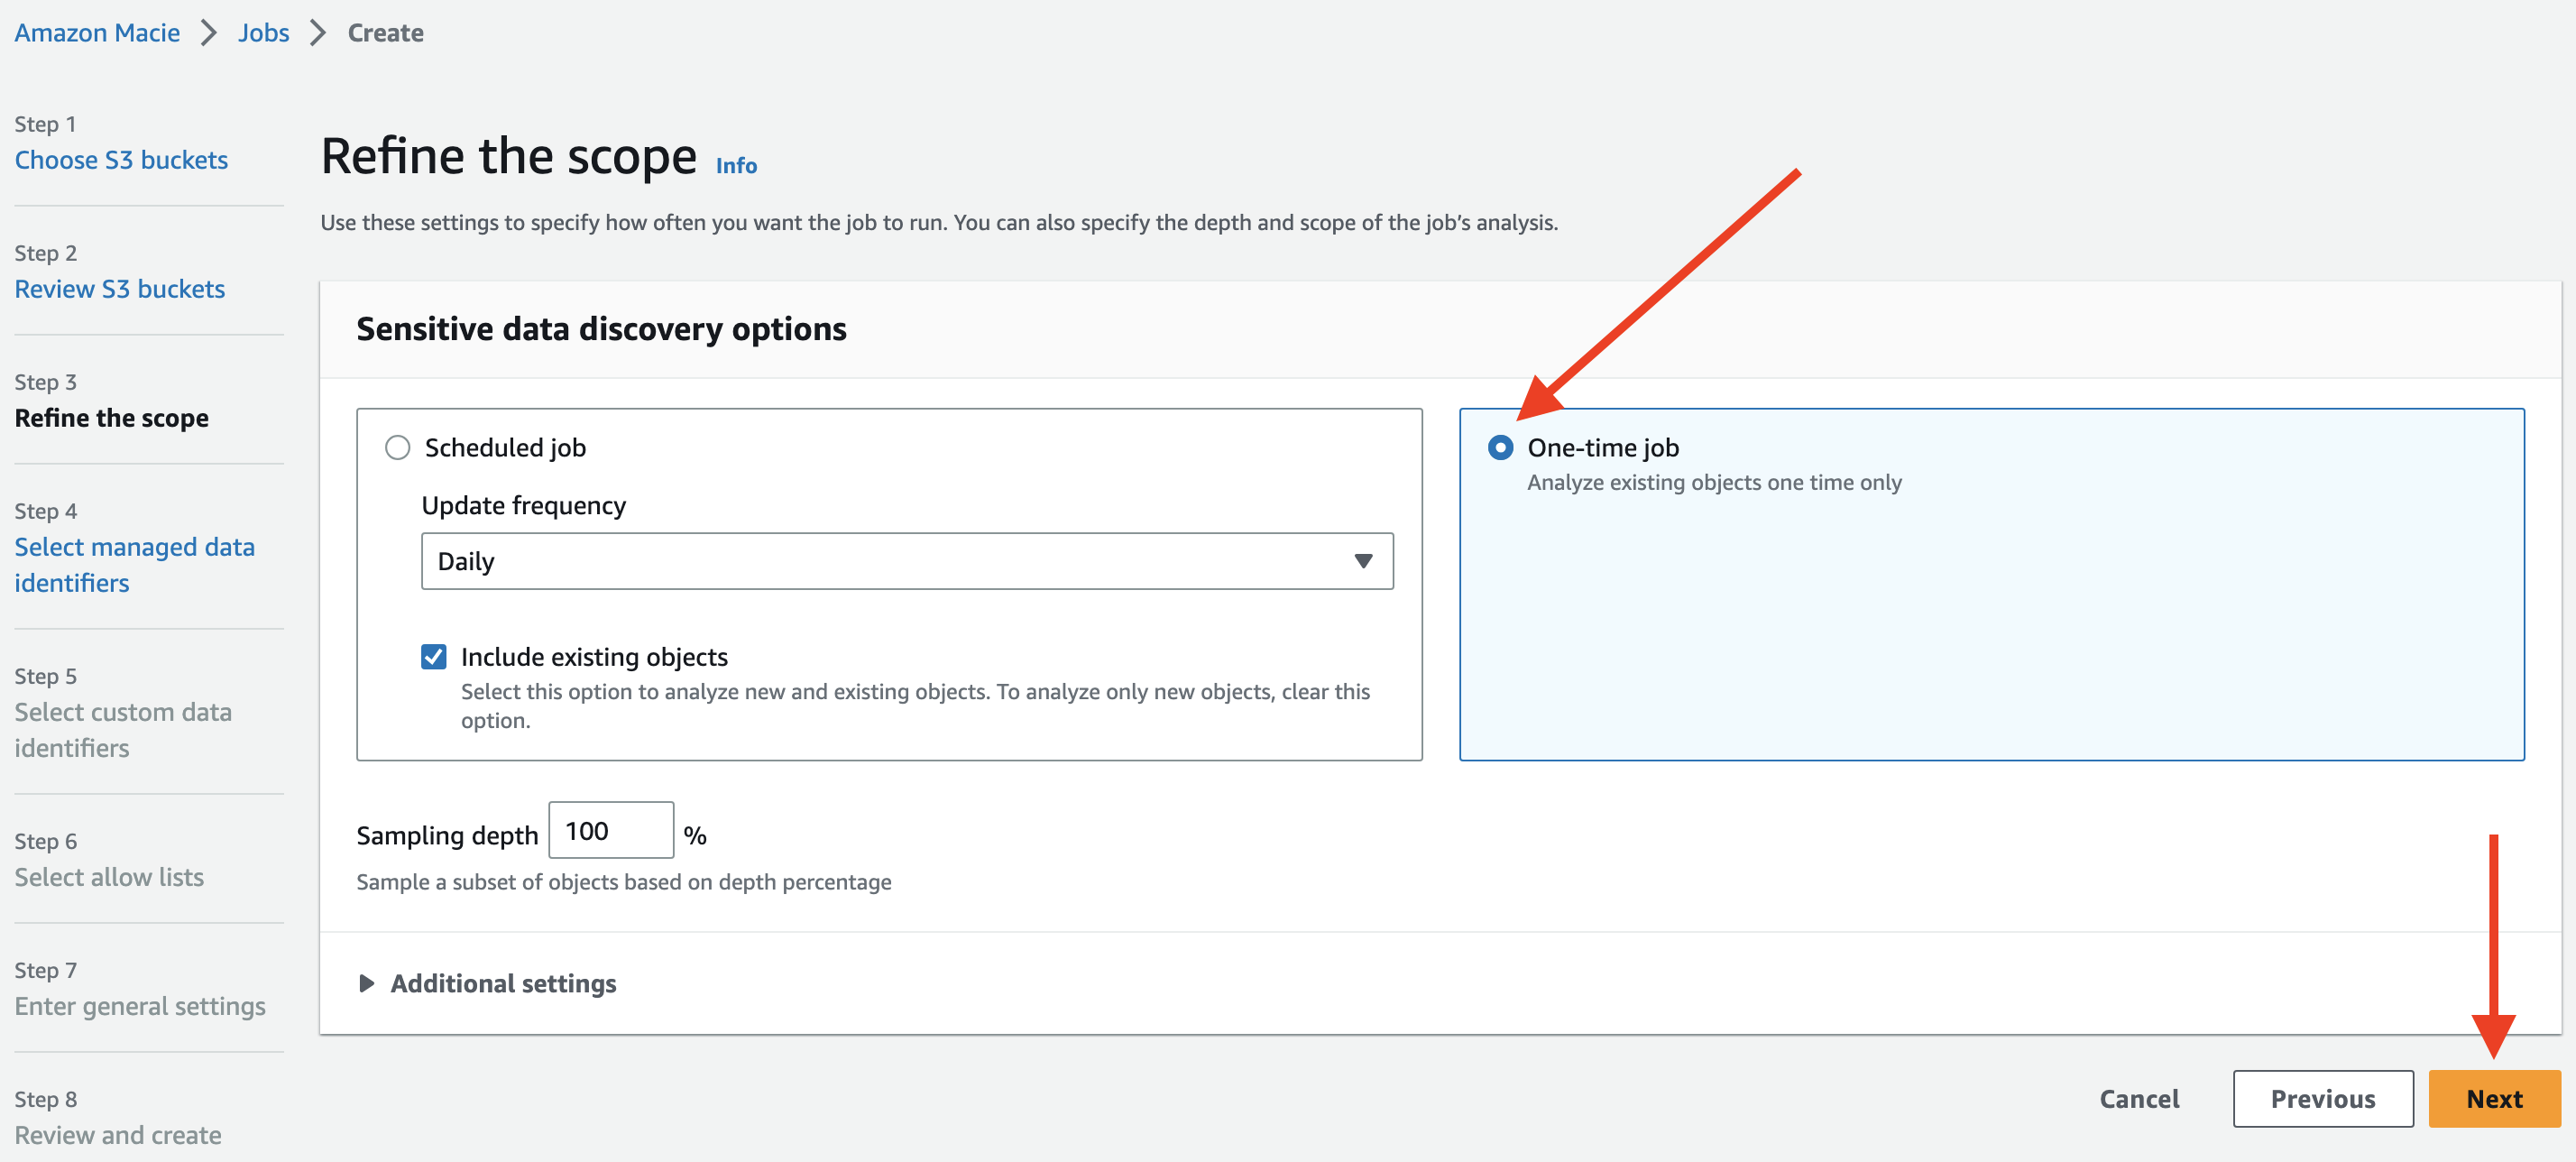 Amazon Macie > Jobs > Create
Step 1
Choose S3 buckets
Step 2
Review S3 buckets
Step 3
Refine the scope
Step 4
Select managed data
identifiers
Step 5
Select custom data
identifiers
Step 6
Select allow lists
Step 7
Enter general settings
Step 8
Review and create
Refine the scope Info
Use these settings to specify how often you want the job to run. You can also specify the depth and scope of the job’s analysis.
Sensitive data discovery options
Scheduled job
Update frequency
Daily
Include existing objects
Select this option to analyze new and existing objects. To analyze only new objects, clear this
option.
One-time job
Analyze existing objects one time only
Sampling depth 100 %
Sample a subset of objects based on depth percentage
Additional settings
Cancel Previous Next